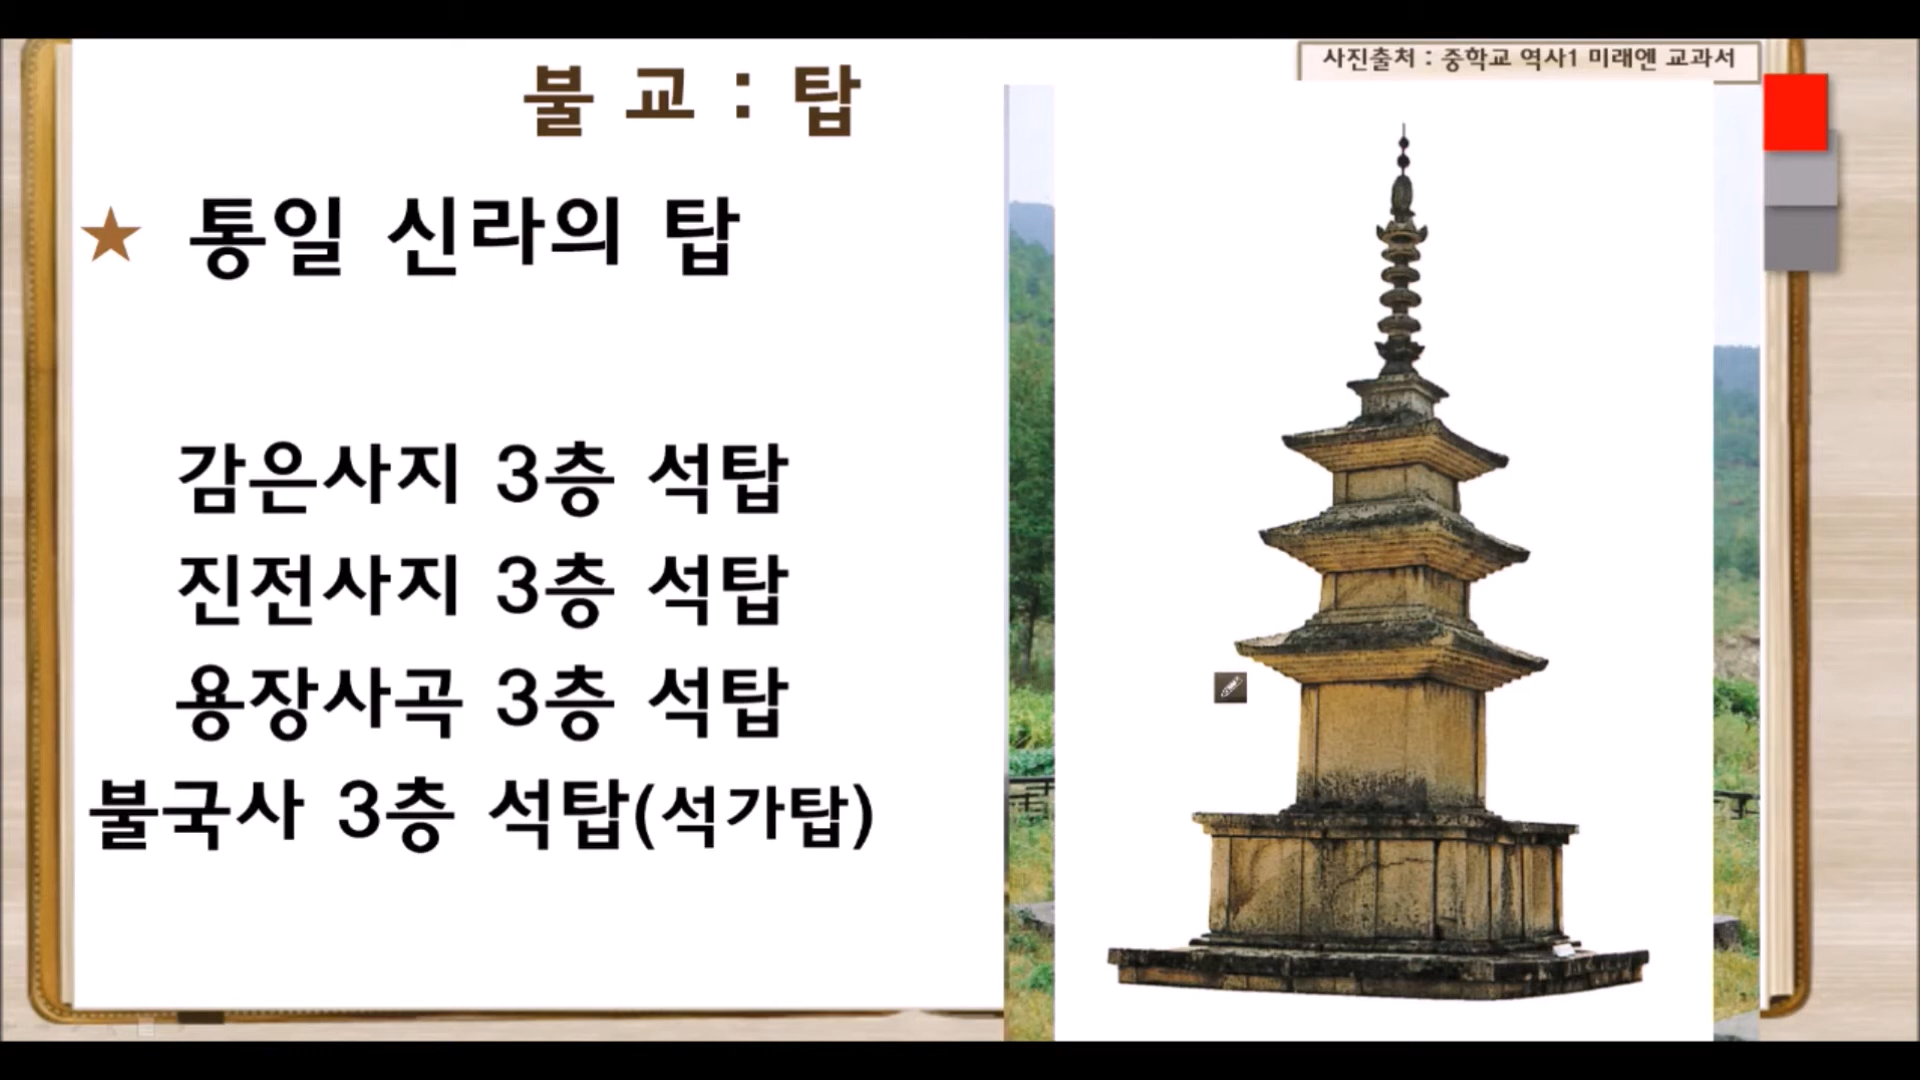 사진출처 : 중학교 역사1 미래엔 교과서
불 교 : 탑
통일 신라의 탑
감은사지 3층 석탑
진전사지 3층 석탑
용장사곡 3층 석탑
불국사 3층 석탑(석가탑)